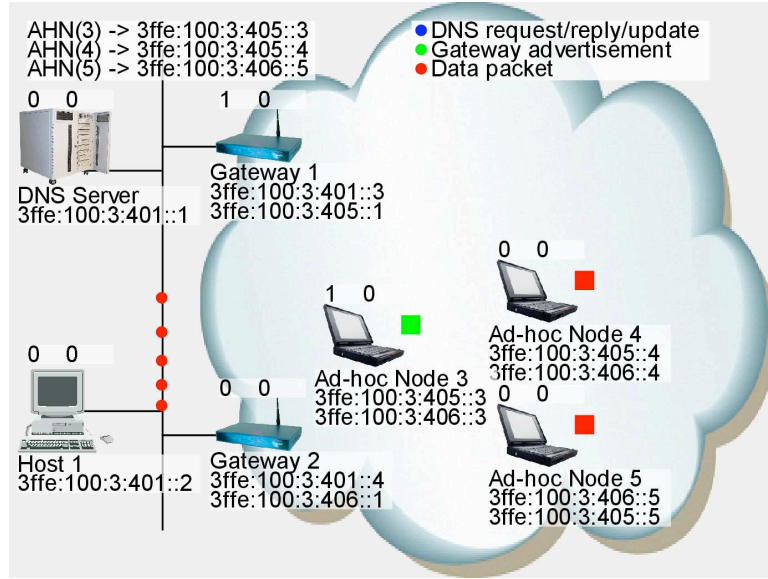 AHN(3) -> 3ffe:100:3:405::3
AHN(4) -> 3ffe:100:3:405::4
AHN(5) -> 3ffe:100:3:406::5
DNS request/reply/update
Gateway advertisement
Data packet
0 0
DNS Server
3ffe:100:3:401::1
1 0
Gateway 1
3ffe:100:3:401::3
3ffe:100:3:405::1
1 0
Ad-hoc Node 3
3ffe:100:3:405::3
3ffe:100:3:406::3
0 0
Ad-hoc Node 4
3ffe:100:3:405::4
3ffe:100:3:406::4
0 0
Host 1
3ffe:100:3:401::2
0 0
Gateway 2
3ffe:100:3:401::4
3ffe:100:3:406::1
0 0
Ad-hoc Node 5
3ffe:100:3:406::5
3ffe:100:3:405::5